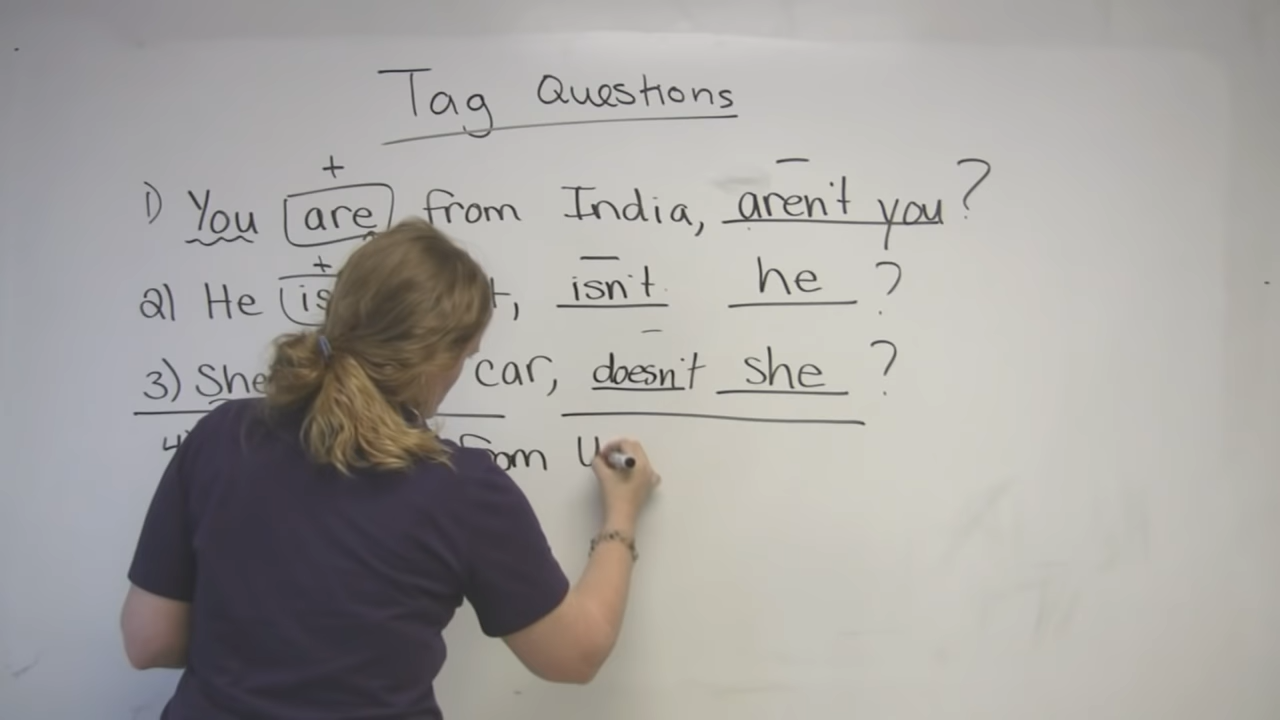 Tag Questions
+ –
1) You are from India, aren't you?
+ –
2) He is , isn't he ?
–
3) She car, doesn't she ?
4) from U